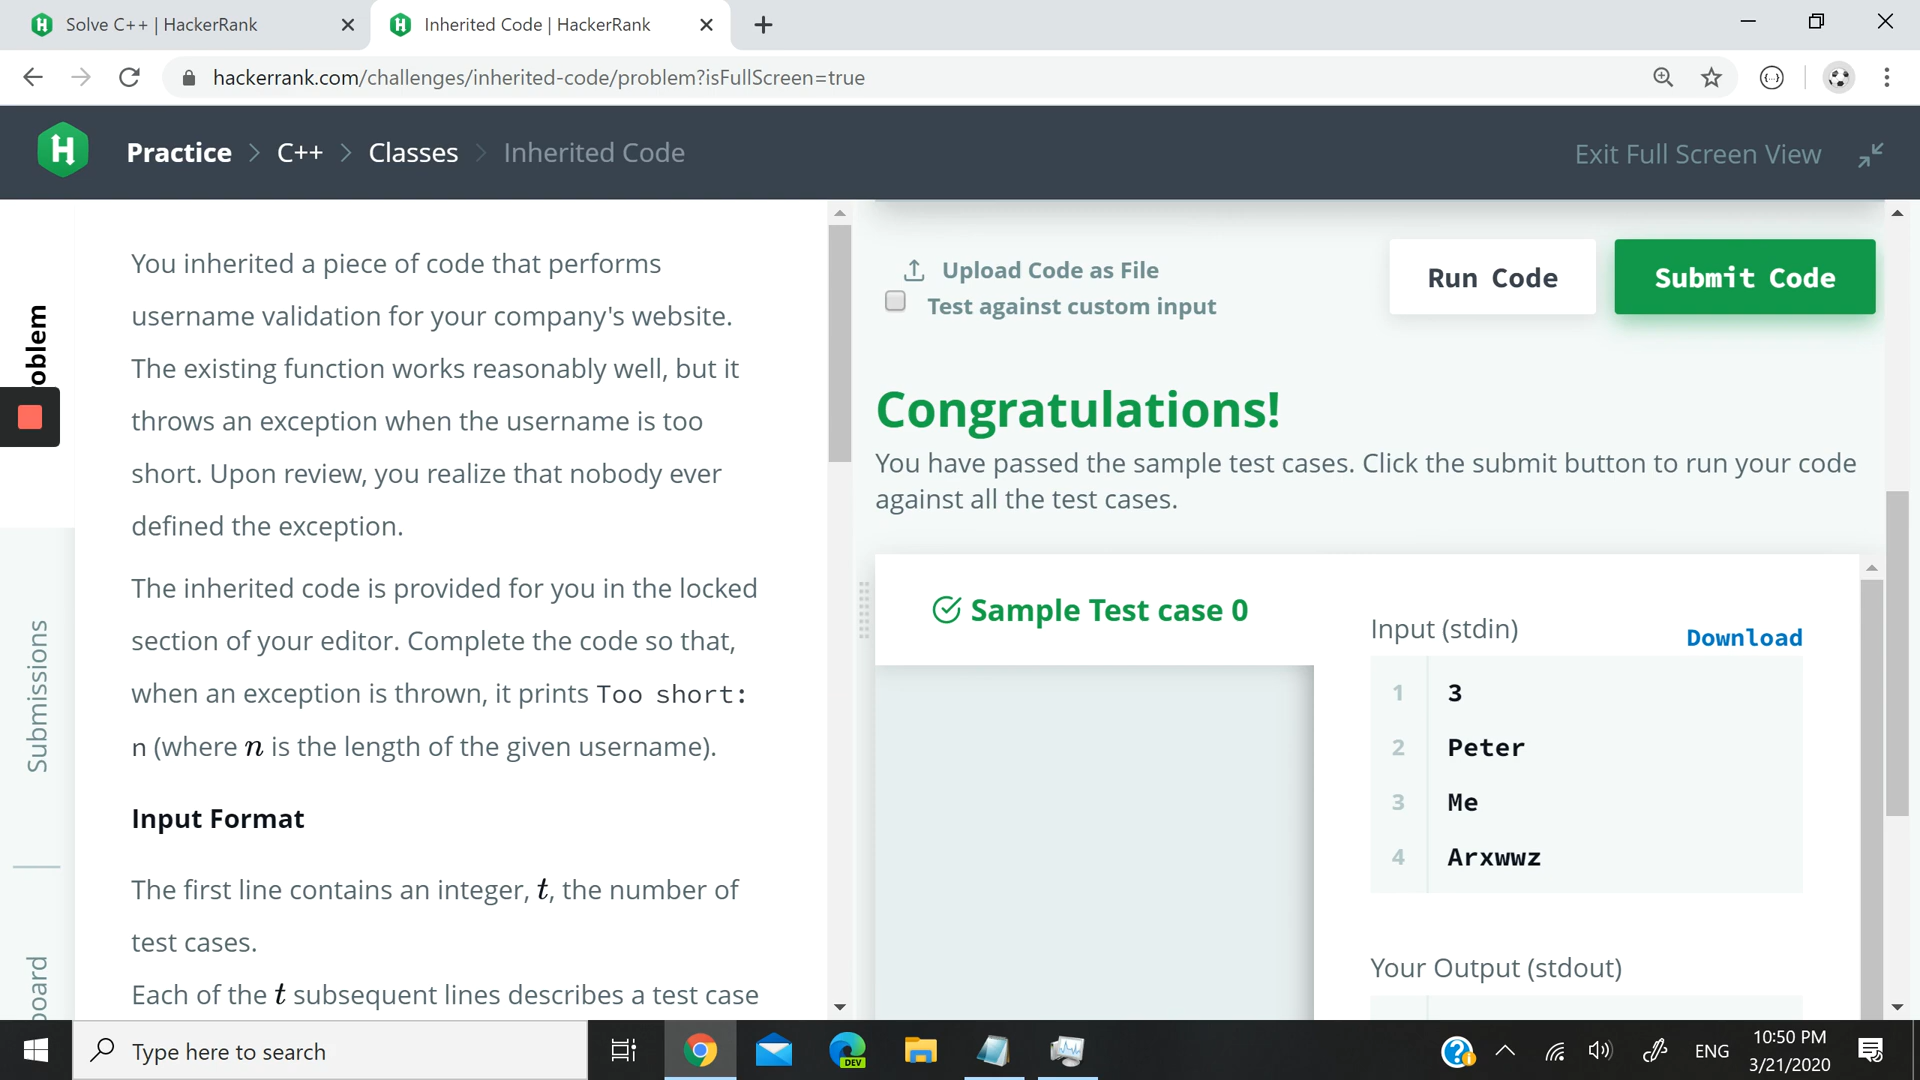 Solve C++ | HackerRank
Inherited Code | HackerRank
hackerrank.com/challenges/inherited-code/problem?isFullScreen=true
H
Practice > C++ > Classes > Inherited Code
Exit Full Screen View
oblem
Submissions
board
You inherited a piece of code that performs
username validation for your company's website.
The existing function works reasonably well, but it
throws an exception when the username is too
short. Upon review, you realize that nobody ever
defined the exception.
The inherited code is provided for you in the locked
section of your editor. Complete the code so that,
when an exception is thrown, it prints Too short:
n (where n is the length of the given username).
Input Format
The first line contains an integer, t, the number of
test cases.
Each of the t subsequent lines describes a test case
Upload Code as File
Test against custom input
Run Code
Submit Code
Congratulations!
You have passed the sample test cases. Click the submit button to run your code
against all the test cases.
Sample Test case 0
Input (stdin)
Download
1 3
2 Peter
3 Me
4 Arxwwz
Your Output (stdout)
Type here to search
DEV
ENG
10:50 PM
3/21/2020